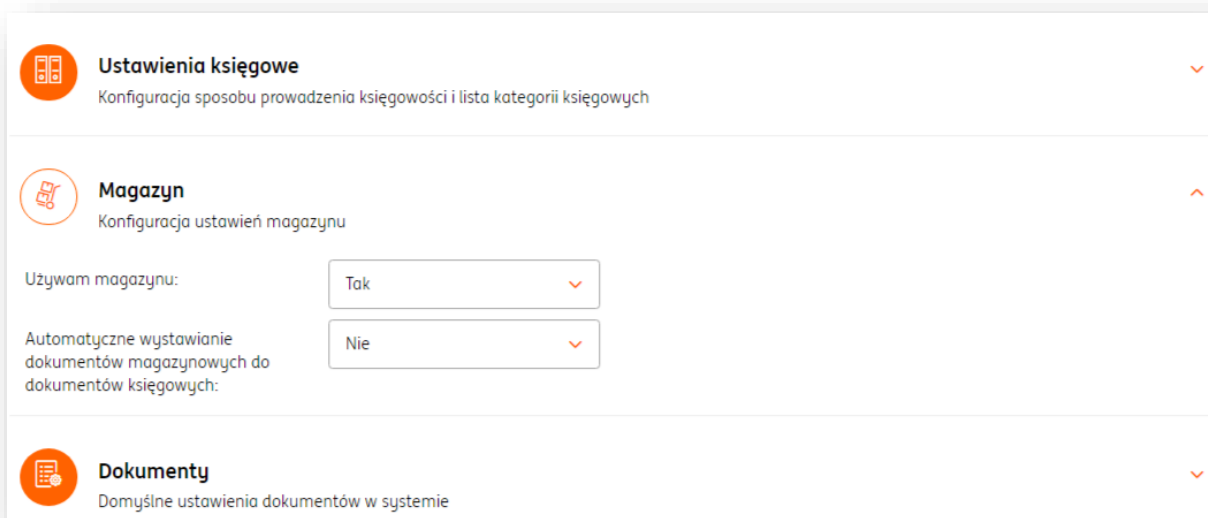 Ustawienia księgowe
Konfiguracja sposobu prowadzenia księgowości i lista kategorii księgowych
Magazyn
Konfiguracja ustawień magazynu
Używam magazynu:
Tak
Automatyczne wystawianie
dokumentów magazynowych do
dokumentów księgowych:
Nie
Dokumenty
Domyślne ustawienia dokumentów w systemie